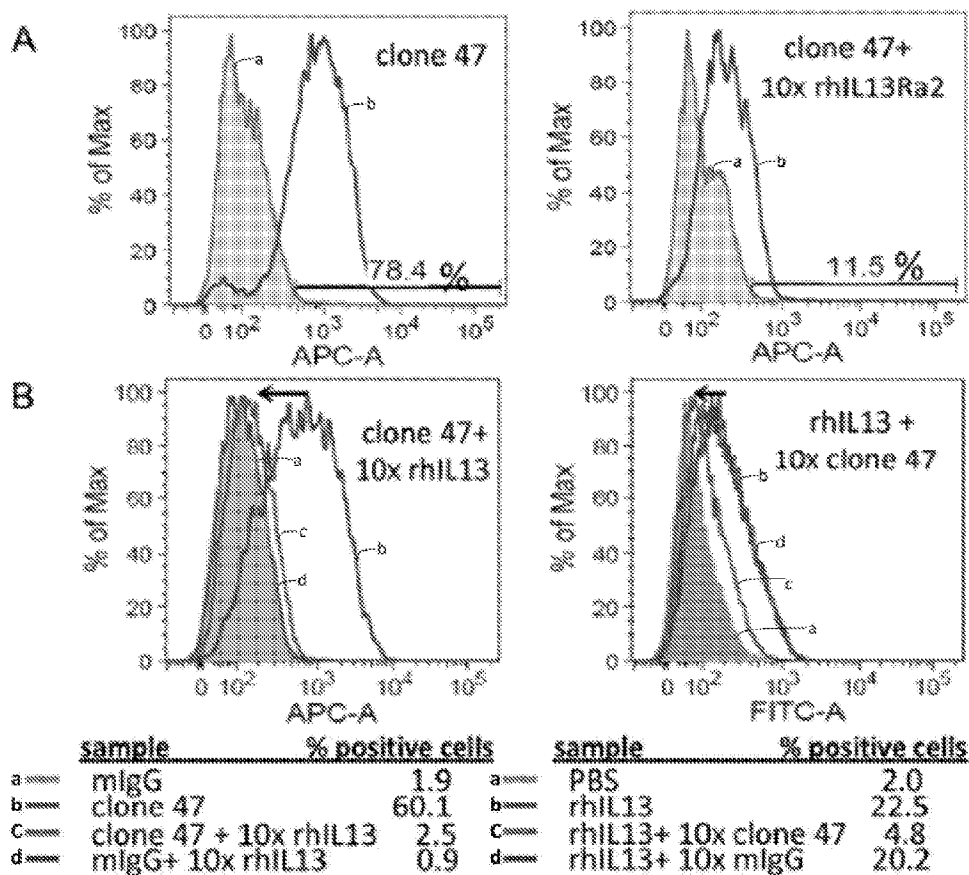 A
clone 47
a
b
78.4 %
% of Max
100
80
60
40
20
0
0 10² 10³ 10⁴ 10⁵
APC-A
clone 47+
10x rhIL13Ra2
a
b
11.5 %
% of Max
100
80
60
40
20
0
0 10² 10³ 10⁴ 10⁵
APC-A
B
clone 47+
10x rhIL13
a
c
b
d
% of Max
100
80
60
40
20
0
0 10² 10³ 10⁴ 10⁵
APC-A
rhIL13 +
10x clone 47
b
d
c
a
% of Max
100
80
60
40
20
0
0 10² 10³ 10⁴ 10⁵
FITC-A
sample % positive cells
a mIgG 1.9
b clone 47 60.1
c clone 47 + 10x rhIL13 2.5
d mIgG+ 10x rhIL13 0.9
sample % positive cells
a PBS 2.0
b rhIL13 22.5
c rhIL13+ 10x clone 47 4.8
d rhIL13+ 10x mIgG 20.2